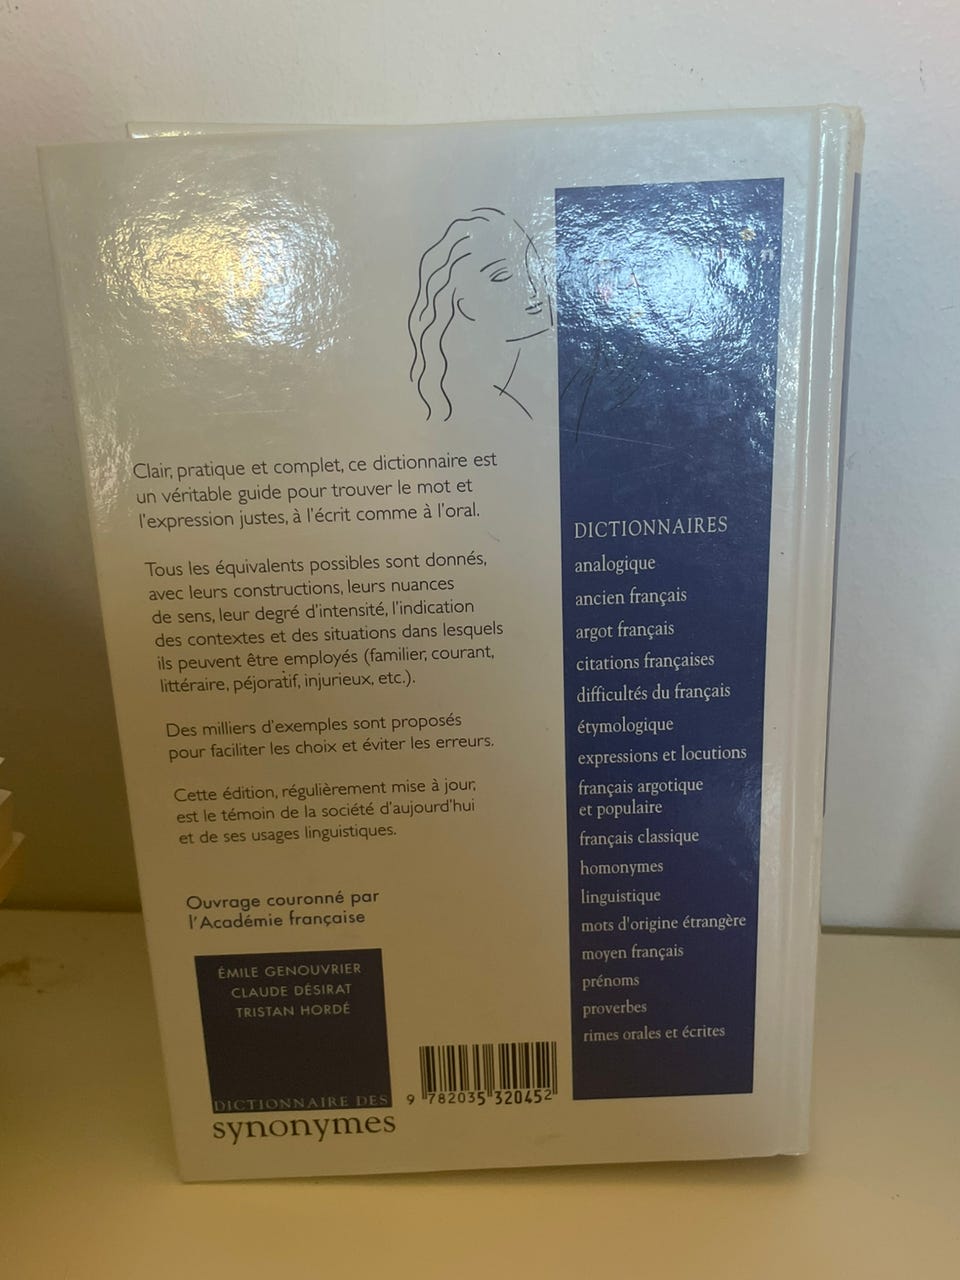 Clair, pratique et complet, ce dictionnaire est
un véritable guide pour trouver le mot et
l'expression justes, à l'écrit comme à l'oral.
Tous les équivalents possibles sont donnés,
avec leurs constructions, leurs nuances
de sens, leur degré d'intensité, l'indication
des contextes et des situations dans lesquels
ils peuvent être employés (familier, courant,
littéraire, péjoratif, injurieux, etc.).
Des milliers d'exemples sont proposés
pour faciliter les choix et éviter les erreurs.
Cette édition, régulièrement mise à jour,
est le témoin de la société d'aujourd'hui
et de ses usages linguistiques.
Ouvrage couronné par
l'Académie française
ÉMILE GENOUVRIER
CLAUDE DÉSIRAT
TRISTAN HORDÉ
DICTIONNAIRE DES
synonymes
9 782035 320452
DICTIONNAIRES
analogique
ancien français
argot français
citations françaises
difficultés du français
étymologique
expressions et locutions
français argotique
et populaire
français classique
homonymes
linguistique
mots d'origine étrangère
moyen français
prénoms
proverbes
rimes orales et écrites